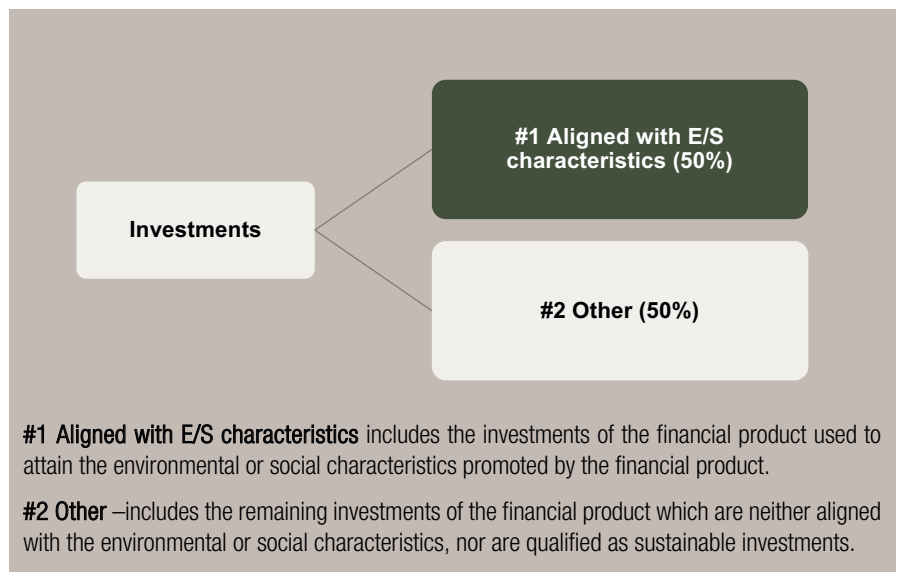 #1 Aligned with E/S
characteristics (50%)
Investments
#2 Other (50%)
#1 Aligned with E/S characteristics includes the investments of the financial product used to
attain the environmental or social characteristics promoted by the financial product.
#2 Other –includes the remaining investments of the financial product which are neither aligned
with the environmental or social characteristics, nor are qualified as sustainable investments.